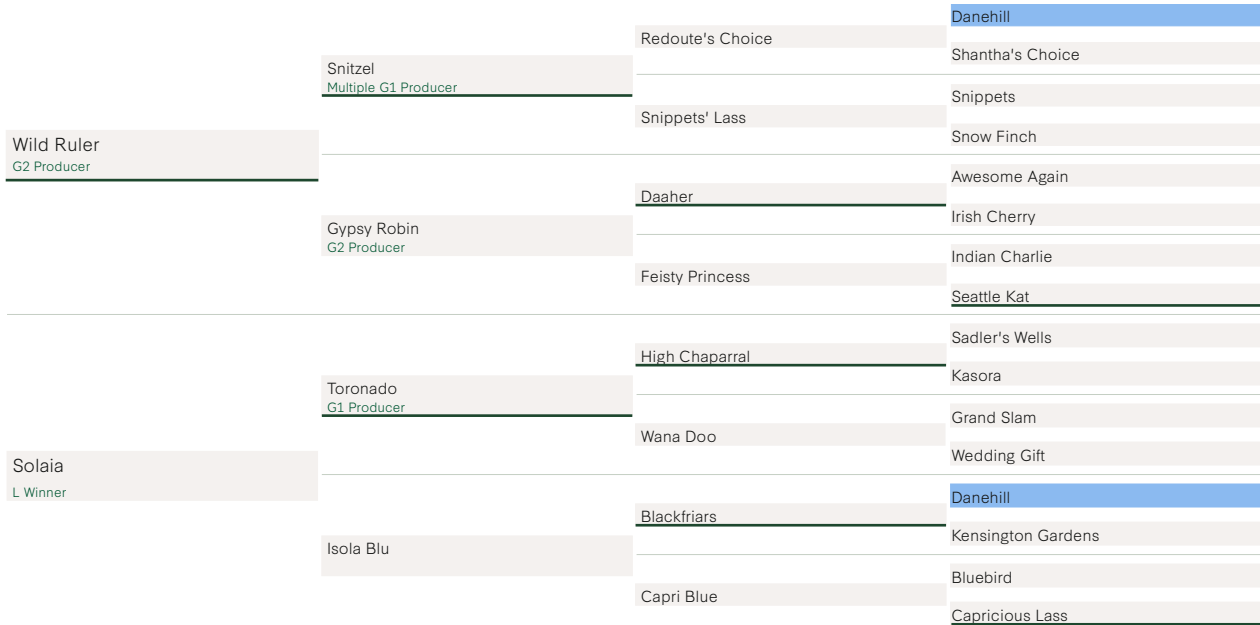 Wild Ruler
G2 Producer
Solaia
L Winner
Snitzel
Multiple G1 Producer
Gypsy Robin
G2 Producer
Toronado
G1 Producer
Isola Blu
Redoute's Choice
Snippets' Lass
Daaher
Feisty Princess
High Chaparral
Wana Doo
Blackfriars
Capri Blue
Danehill
Shantha's Choice
Snippets
Snow Finch
Awesome Again
Irish Cherry
Indian Charlie
Seattle Kat
Sadler's Wells
Kasora
Grand Slam
Wedding Gift
Danehill
Kensington Gardens
Bluebird
Capricious Lass